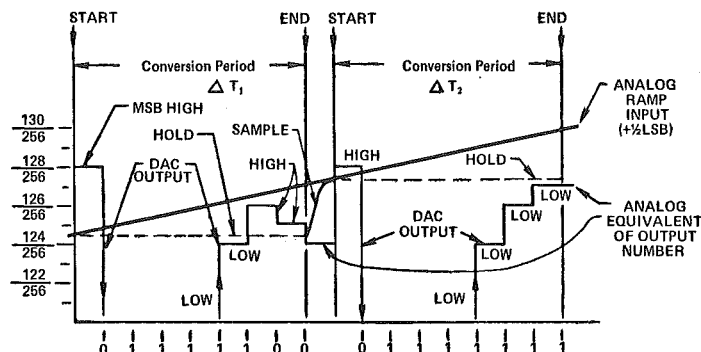 START
END
START
END
Conversion Period
Δ T₁
Conversion Period
Δ T₂
MSB HIGH
ANALOG
RAMP
INPUT
(+½LSB)
130
256
HOLD
SAMPLE
128
256
DAC
OUTPUT
HIGH
HIGH
HOLD
126
256
LOW
LOW
ANALOG
EQUIVALENT
OF OUTPUT
NUMBER
124
256
LOW
DAC
OUTPUT
LOW
122
256
LOW
LOW
0 1 1 1 1 1 0 0 0 1 1 1 1 1 1 1